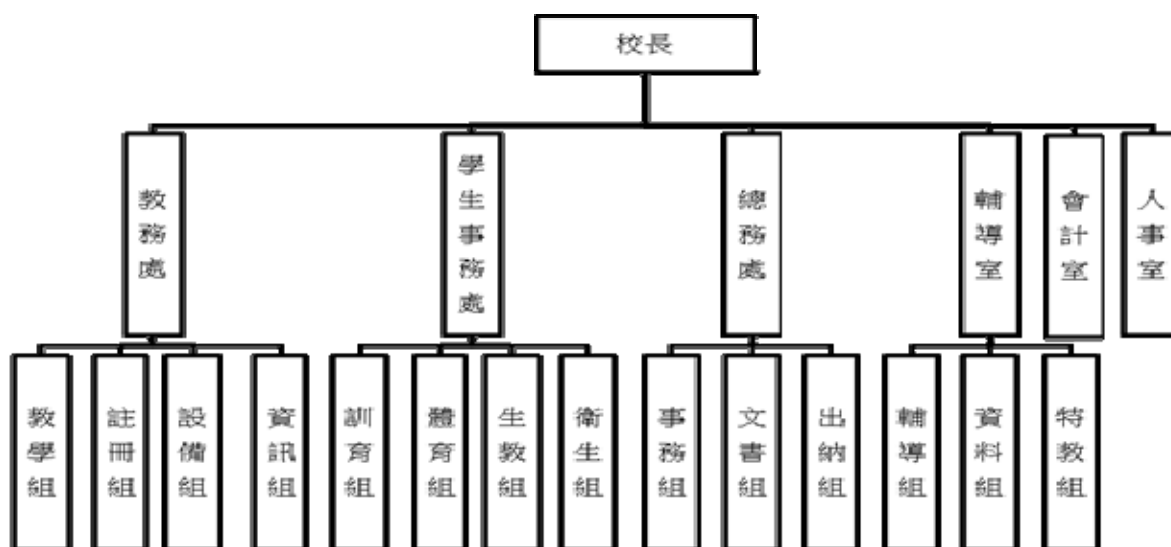 校長
教務處
學生事務處
總務處
輔導室
會計室
人事室
教學組
註冊組
設備組
資訊組
訓育組
體育組
生教組
衛生組
事務組
文書組
出納組
輔導組
資料組
特教組